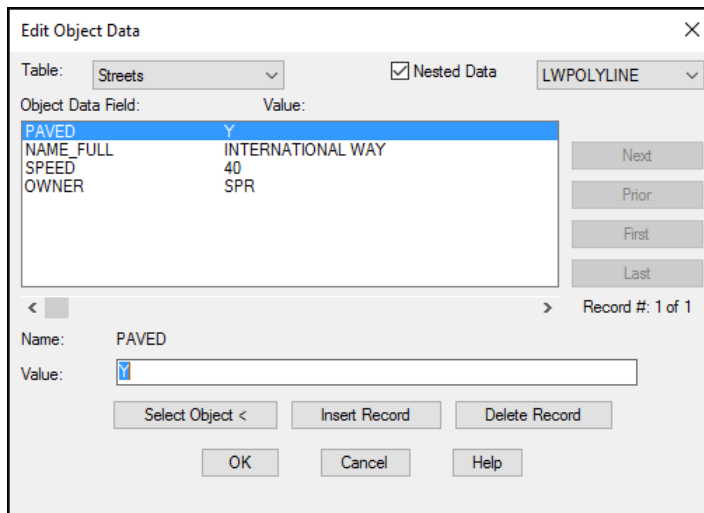 Edit Object Data
Table: Streets Nested Data LWPOLYLINE
Object Data Field: Value:
PAVED Y
NAME_FULL INTERNATIONAL WAY
SPEED 40
OWNER SPR
Next
Prior
First
Last
Record #: 1 of 1
Name: PAVED
Value: Y
Select Object < Insert Record Delete Record
OK Cancel Help